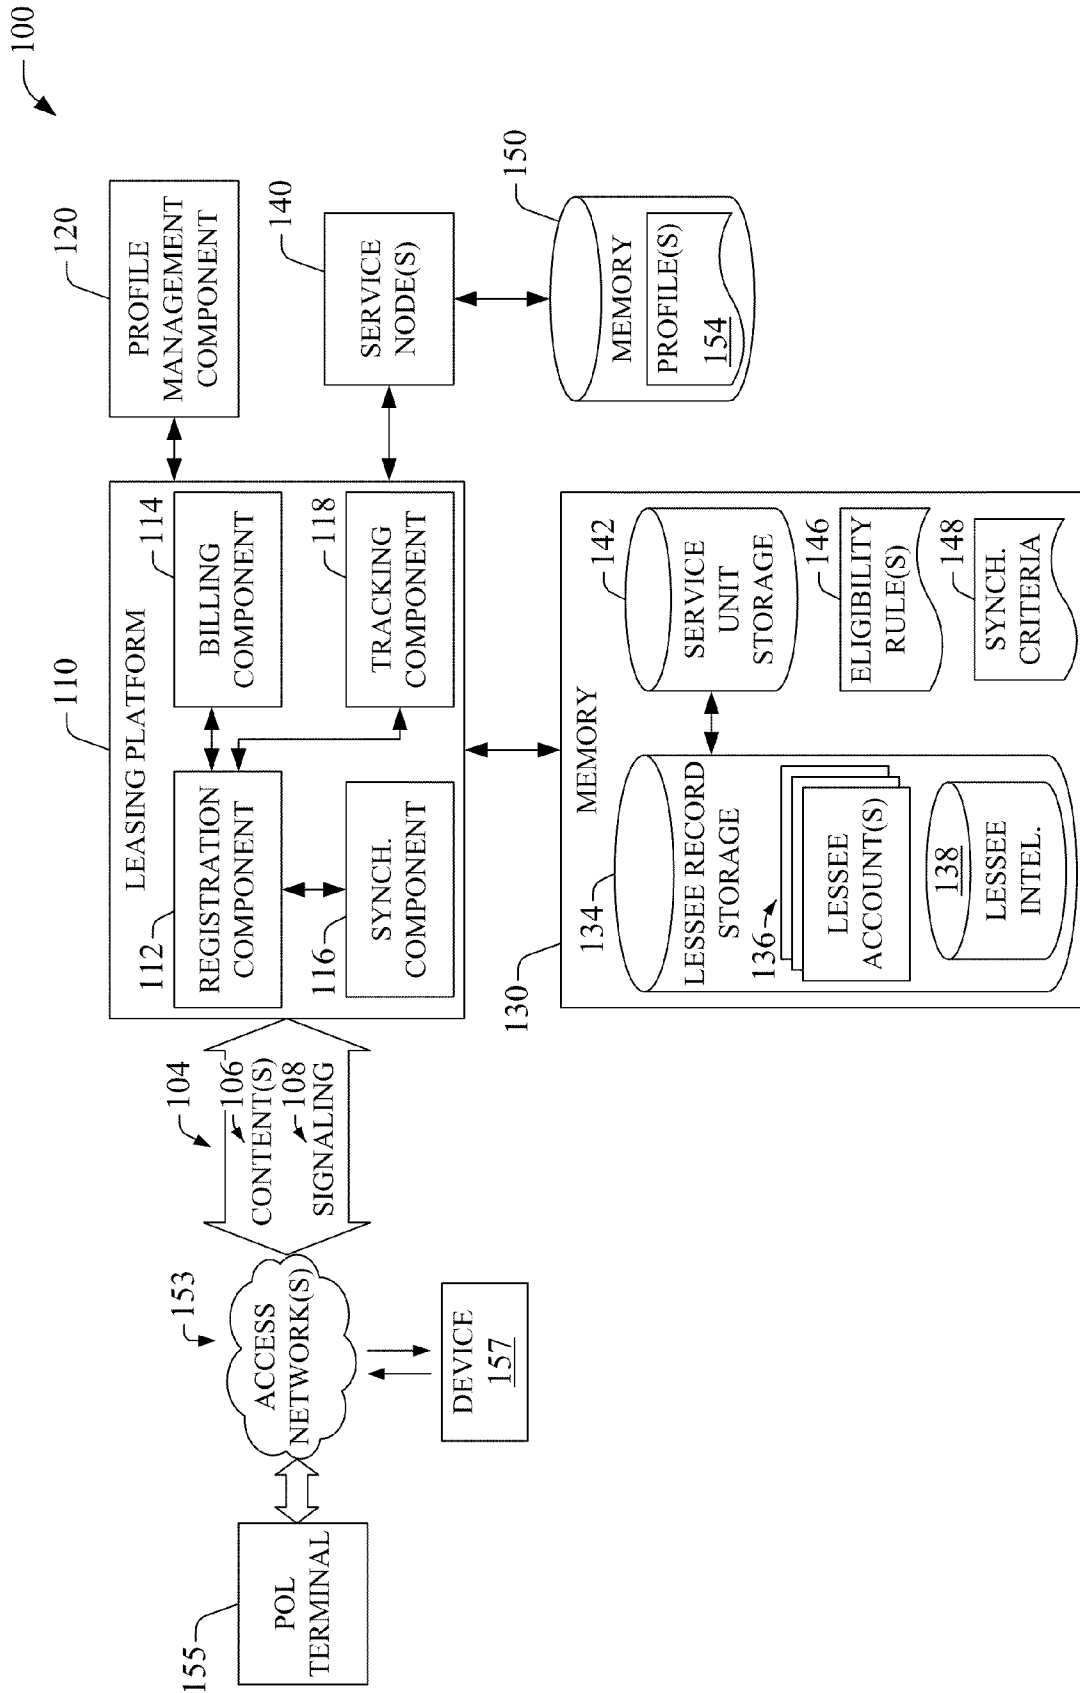 100
110
LEASING PLATFORM
112
REGISTRATION
COMPONENT
114
BILLING
COMPONENT
116
SYNCH.
COMPONENT
118
TRACKING
COMPONENT
120
PROFILE
MANAGEMENT
COMPONENT
140
SERVICE
NODE(S)
150
MEMORY
PROFILE(S)
154
104
106
CONTENT(S)
108
SIGNALING
153
ACCESS
NETWORK(S)
155
POL
TERMINAL
DEVICE
157
130
MEMORY
134
LESSEE RECORD
STORAGE
136
LESSEE
ACCOUNT(S)
138
LESSEE
INTEL.
142
SERVICE
UNIT
STORAGE
146
ELIGIBILITY
RULE(S)
148
SYNCH.
CRITERIA